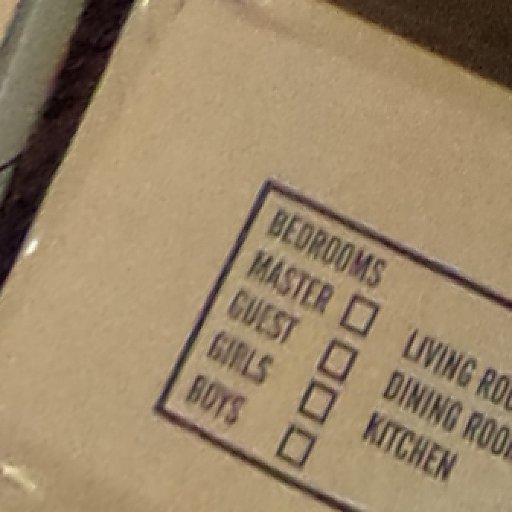 BEDROOMS
MASTER
GUEST
GIRLS
BOYS
LIVING
DINING
KITCHEN